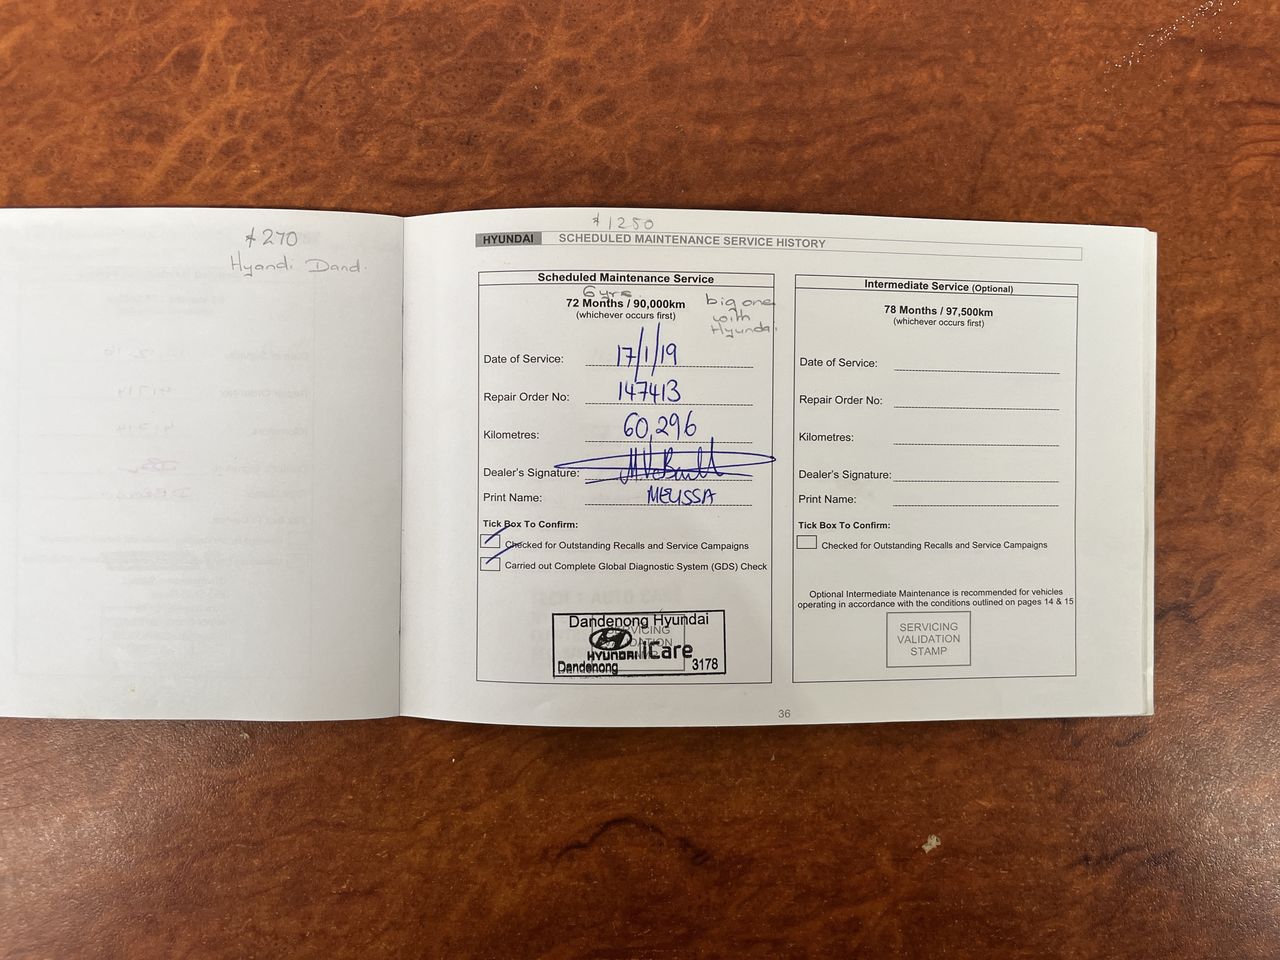 $270
Hyandi Dand.
$1250
HYUNDAI SCHEDULED MAINTENANCE SERVICE HISTORY
Scheduled Maintenance Service
6 yrs
72 Months / 90,000km
(whichever occurs first)
big one
with
Hyundai
Date of Service: 17/1/19
Repair Order No: 147413
Kilometres: 60,296
Dealer's Signature:
Print Name: MELISSA
Tick Box To Confirm:
Checked for Outstanding Recalls and Service Campaigns
Carried out Complete Global Diagnostic System (GDS) Check
Dandenong Hyundai
SERVICING
HYUNDAI iCare
Dandenong 3178
Intermediate Service (Optional)
78 Months / 97,500km
(whichever occurs first)
Date of Service:
Repair Order No:
Kilometres:
Dealer's Signature:
Print Name:
Tick Box To Confirm:
Checked for Outstanding Recalls and Service Campaigns
Optional Intermediate Maintenance is recommended for vehicles
operating in accordance with the conditions outlined on pages 14 & 15
SERVICING
VALIDATION
STAMP
36